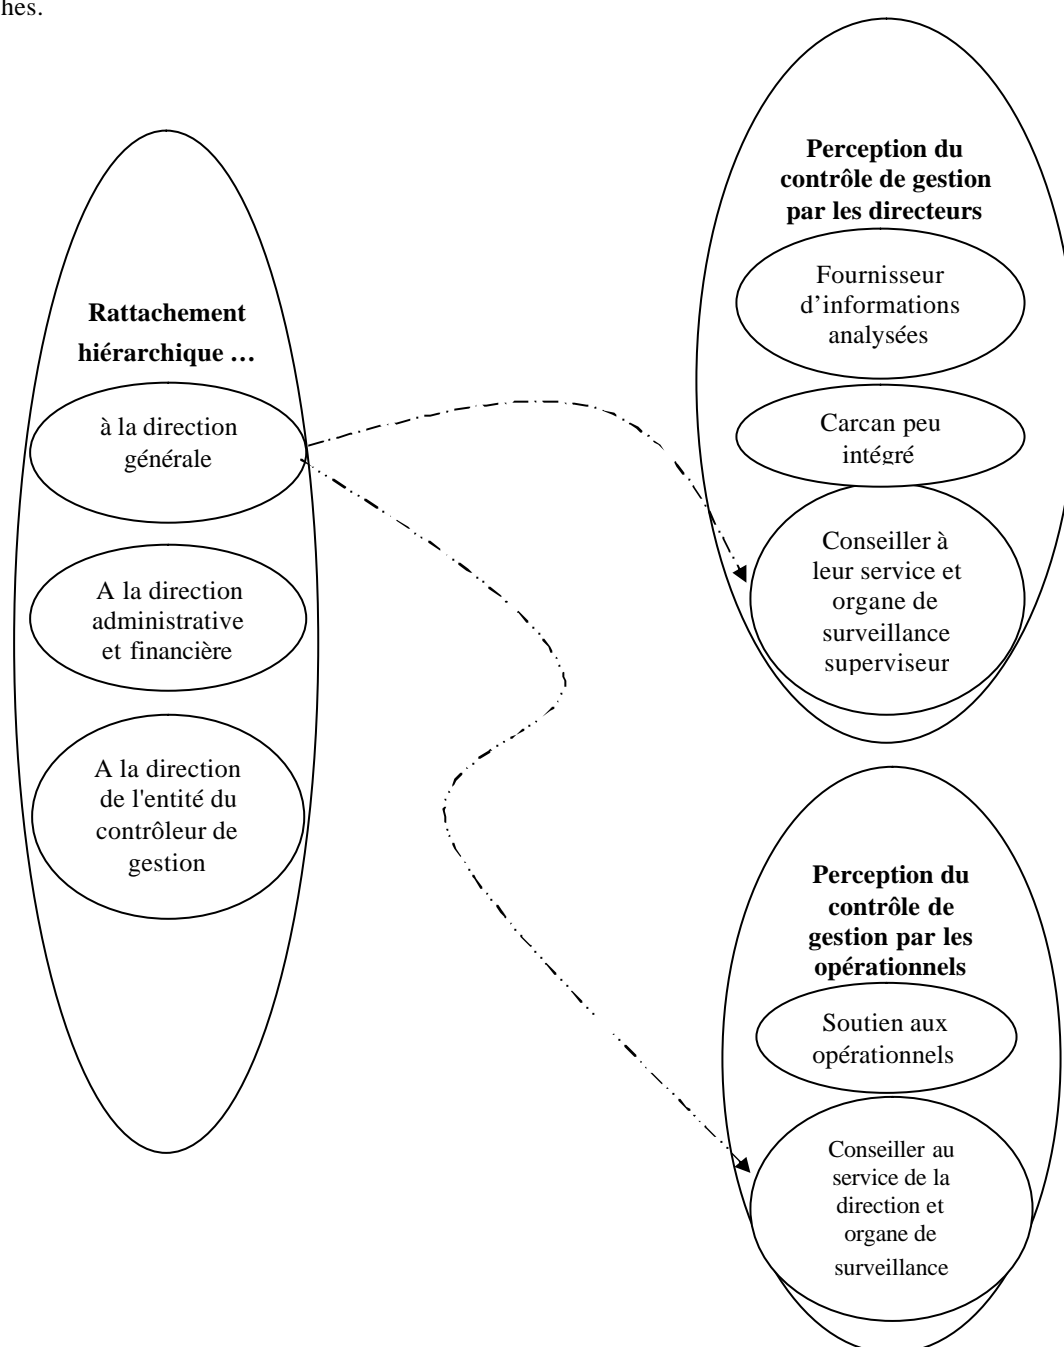 hes.
Rattachement
hiérarchique …
à la direction
générale
A la direction
administrative
et financière
A la direction
de l'entité du
contrôleur de
gestion
Perception du
contrôle de gestion
par les directeurs
Fournisseur
d’informations
analysées
Carcan peu
intégré
Conseiller à
leur service et
organe de
surveillance
superviseur
Perception du
contrôle de
gestion par les
opérationnels
Soutien aux
opérationnels
Conseiller au
service de la
direction et
organe de
surveillance